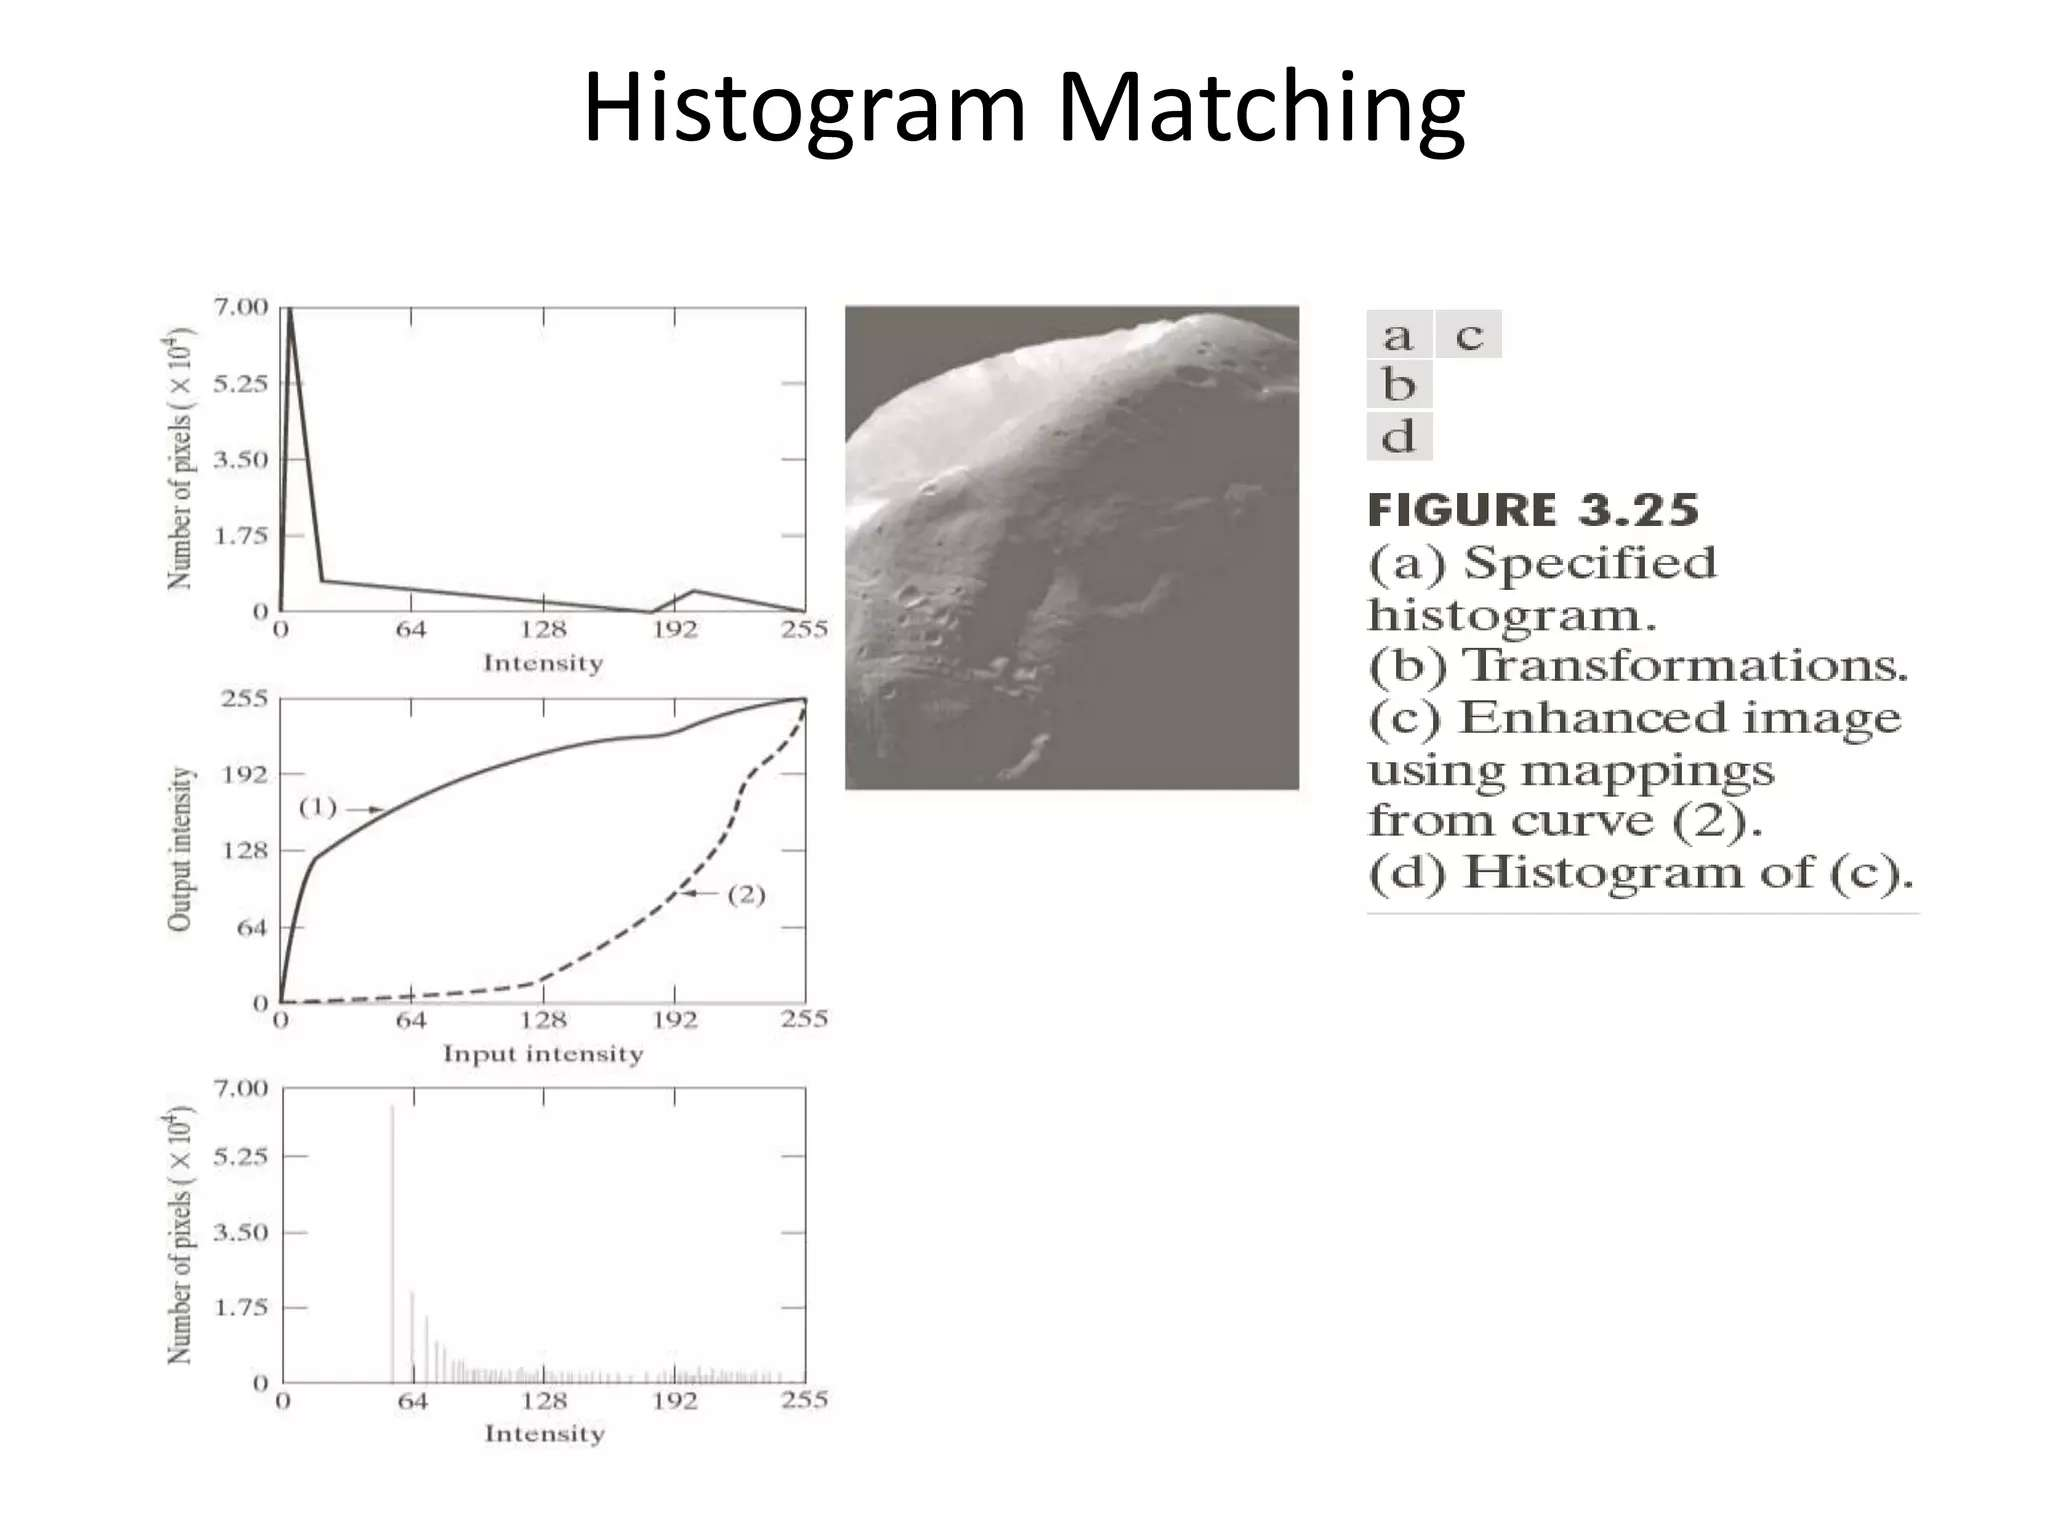 Histogram Matching
7.00
5.25
3.50
1.75
0
Number of pixels ( × 10⁴)
0 64 128 192 255
Intensity
255
192
128
64
0
Output intensity
(1)
(2)
0 64 128 192 255
Input intensity
7.00
5.25
3.50
1.75
0
Number of pixels ( × 10⁴)
0 64 128 192 255
Intensity
a c
b
d
FIGURE 3.25
(a) Specified
histogram.
(b) Transformations.
(c) Enhanced image
using mappings
from curve (2).
(d) Histogram of (c).